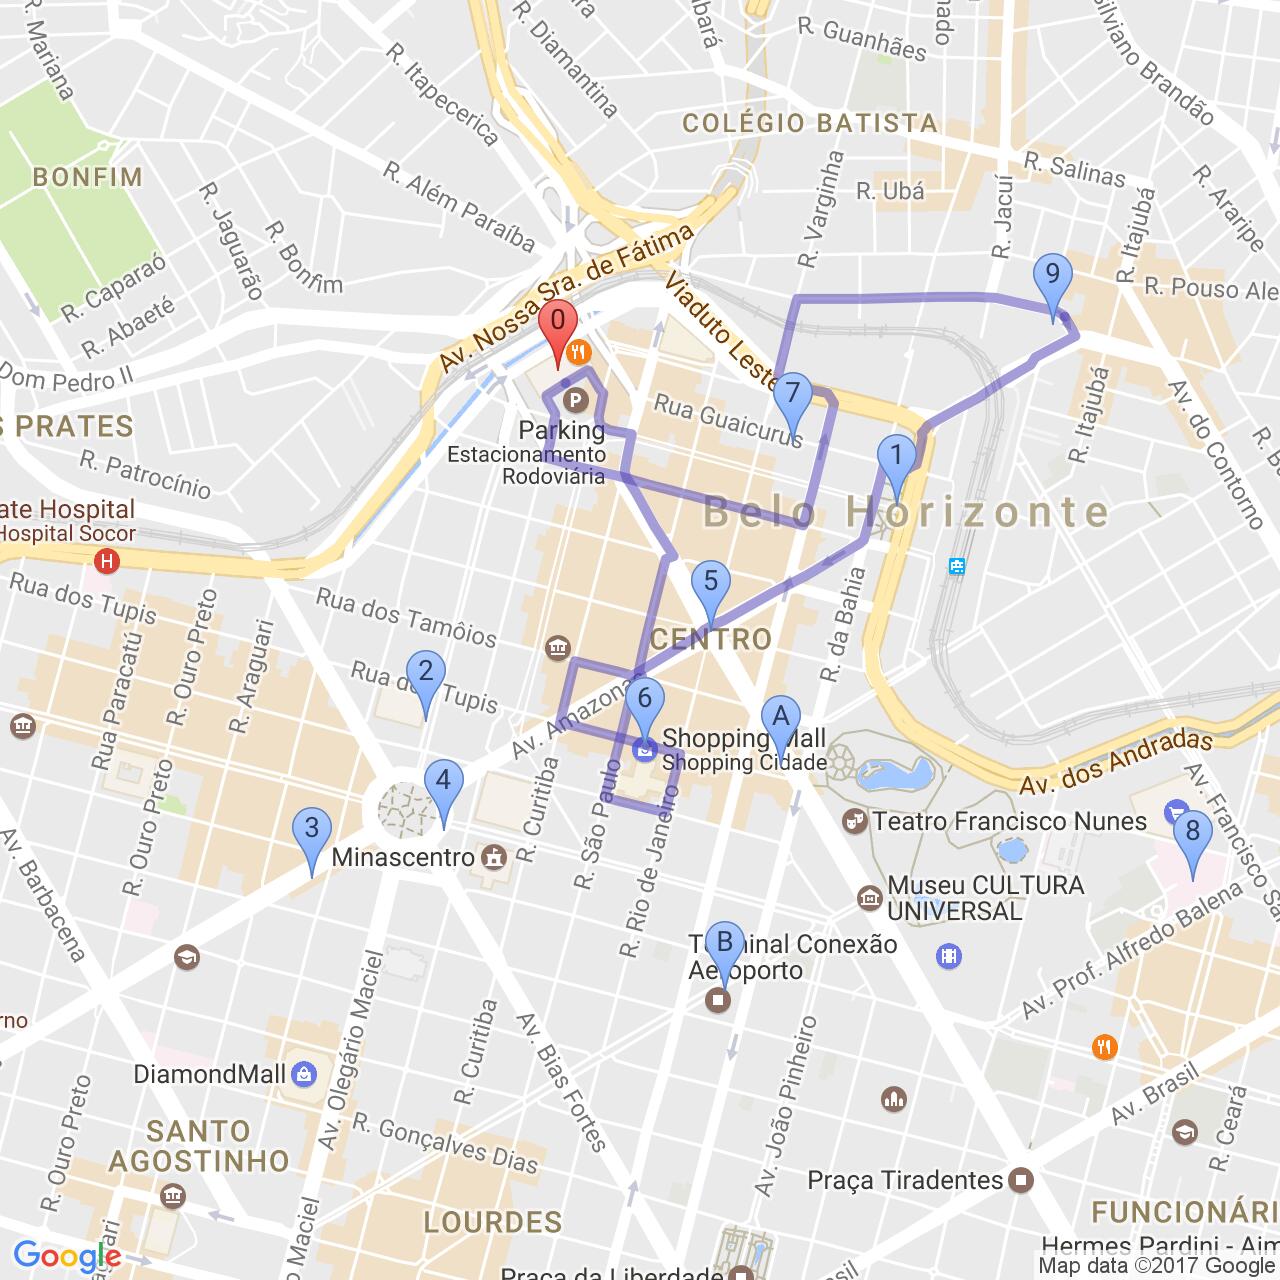 R. Mariana
R. Itapecerica
R. Diamantina
R. Guanhães
Silviano Brandão
COLÉGIO BATISTA
BONFIM
R. Além Paraíba
R. Jaguarão
R. Bonfim
R. Varginha
R. Ubá
R. Jacuí
R. Salinas
R. Itajubá
R. Araripe
R. Caparaó
R. Abaeté
Av. Nossa Sra. de Fátima
Viaduto Leste
R. Pouso Ale
9
0
Dom Pedro II
S PRATES
R. Patrocínio
Rua Guaicurus
7
R. Itajubá
Av. do Contorno
P
Parking
Estacionamento
Rodoviária
1
Belo Horizonte
ate Hospital
Hospital Socor
H
Rua dos Tupis
R. Ouro Preto
Rua dos Tamôios
5
CENTRO
R. da Bahia
Rua Paracatú
R. Araguari
2
Tupis
Av. Amazonas
6
A
Shopping Mall
Shopping Cidade
Av. dos Andradas
4
3
R. Curitiba
R. São Paulo
R. Rio de Janeiro
Minascentro
Teatro Francisco Nunes
8
Av. Francisco Sa
R. Ouro Preto
Av. Barbacena
Museu CULTURA
UNIVERSAL
Av. Prof. Alfredo Balena
B
Conexão
Aeroporto
rno
Av. Olegário Maciel
R. Curitiba
Av. Bias Fortes
Av. João Pinheiro
DiamondMall
R. Ouro Preto
SANTO
AGOSTINHO
R. Gonçalves Dias
Av. Brasil
R. Ceará
Praça Tiradentes
LOURDES
FUNCIONÁRI
Maciel
Hermes Pardini - Aim
Google
Praça da Liberdade
Map data ©2017 Google